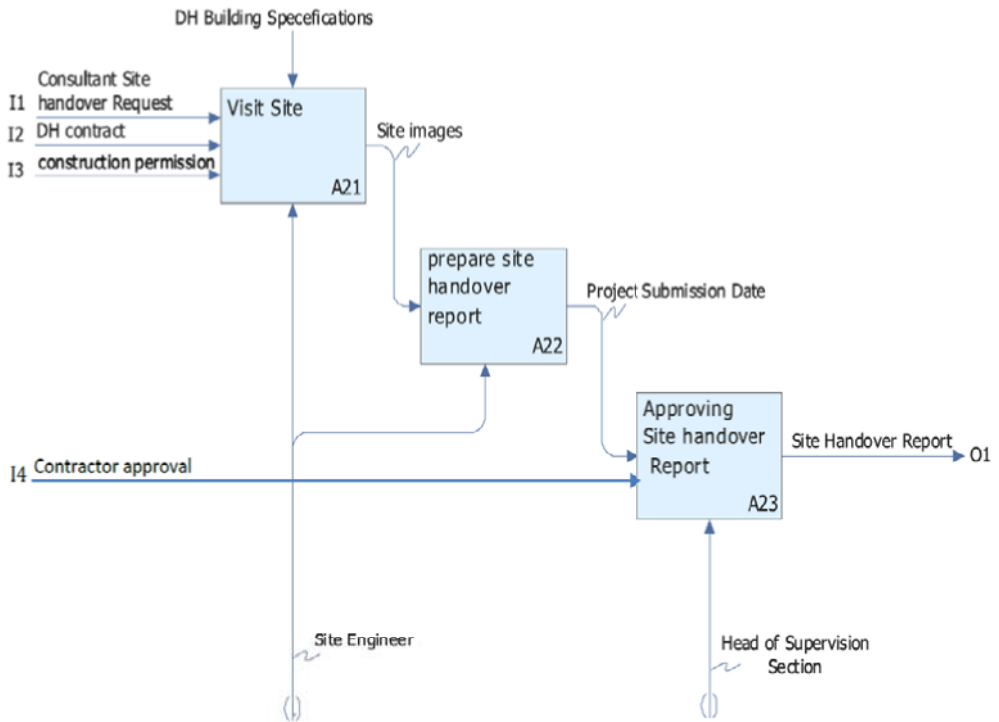 DH Building Specefications
Consultant Site
I1 handover Request
I2 DH contract
I3 construction permission
Visit Site
A21
Site images
prepare site
handover
report
A22
Project Submission Date
Approving
Site handover
Report
A23
Site Handover Report
O1
I4 Contractor approval
Site Engineer
Head of Supervision
Section